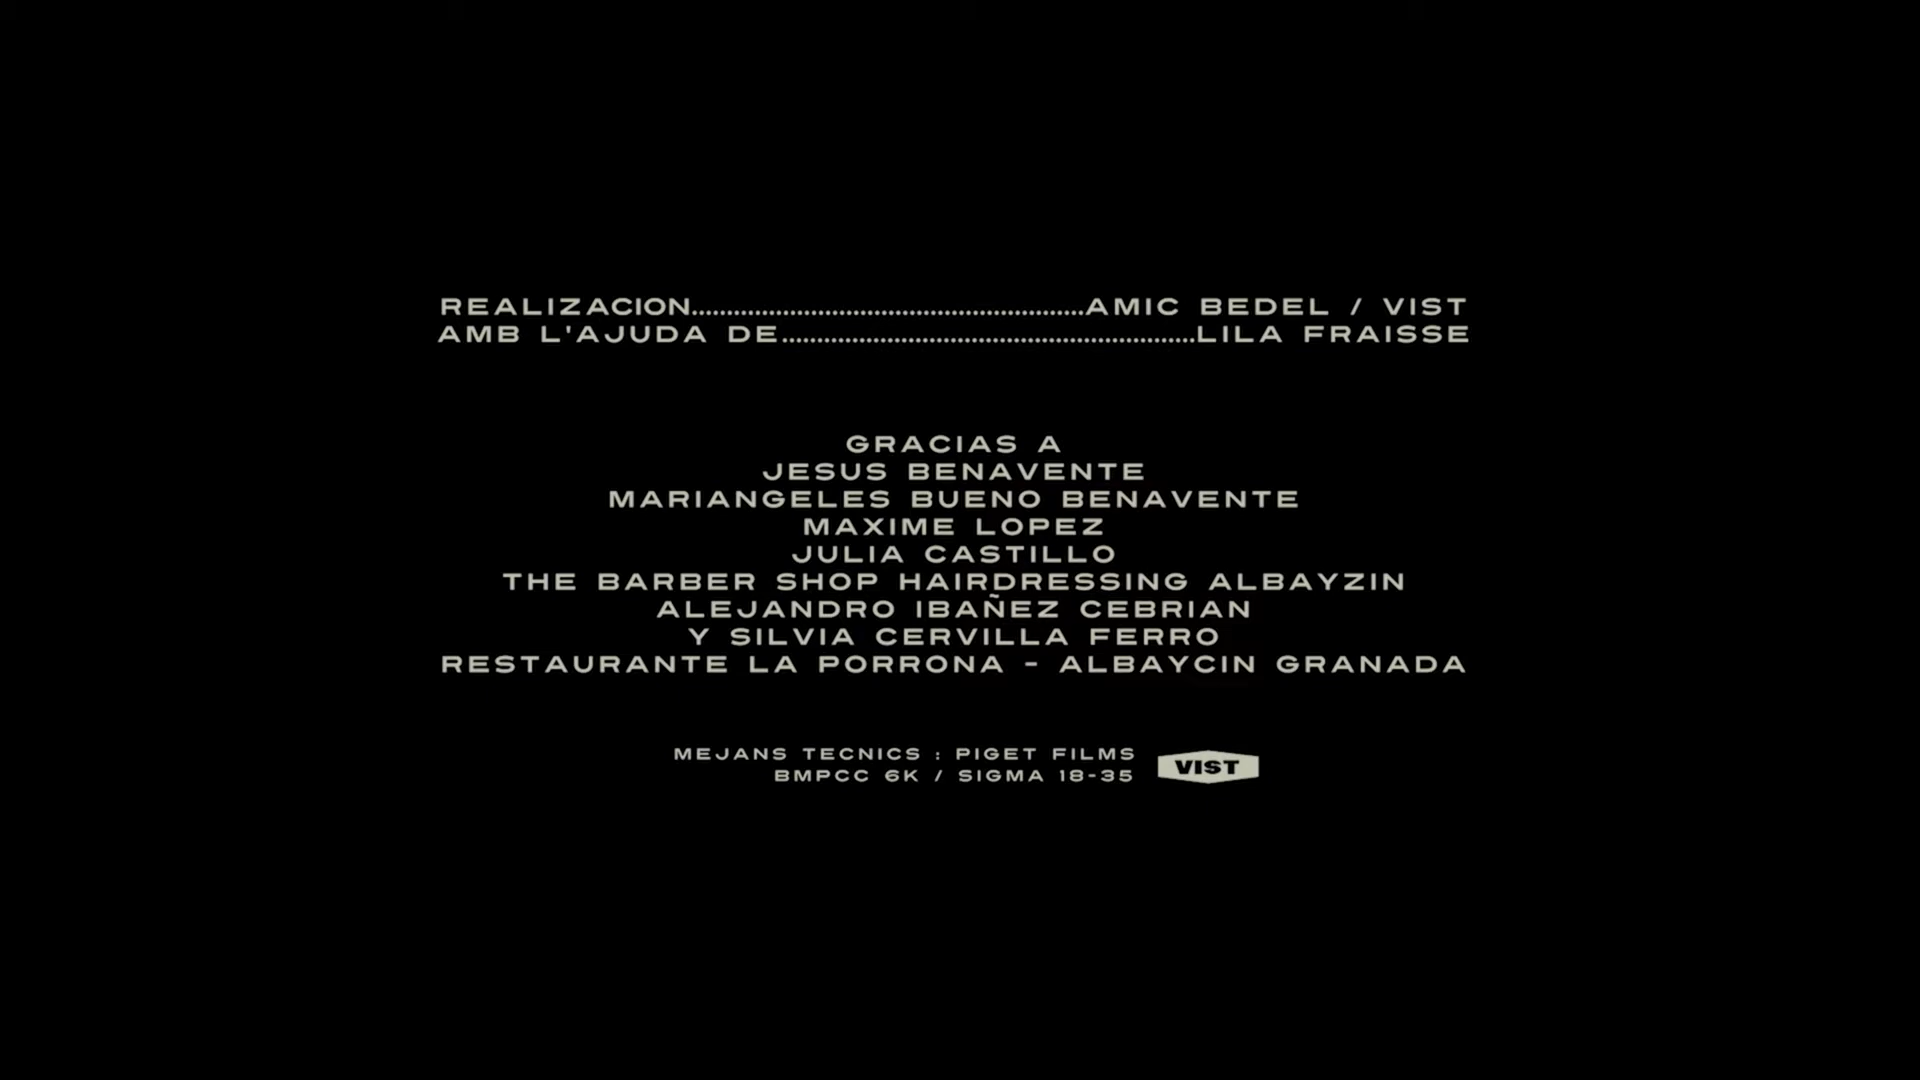 REALIZACION........................................................AMIC BEDEL / VIST
AMB L'AJUDA DE...........................................................LILA FRAISSE
GRACIAS A
JESUS BENAVENTE
MARIANGELES BUENO BENAVENTE
MAXIME LOPEZ
JULIA CASTILLO
THE BARBER SHOP HAIRDRESSING ALBAYZIN
ALEJANDRO IBAÑEZ CEBRIAN
Y SILVIA CERVILLA FERRO
RESTAURANTE LA PORRONA - ALBAYCIN GRANADA
MEJANS TECNICS : PIGET FILMS
BMPCC 6K / SIGMA 18-35
VIST